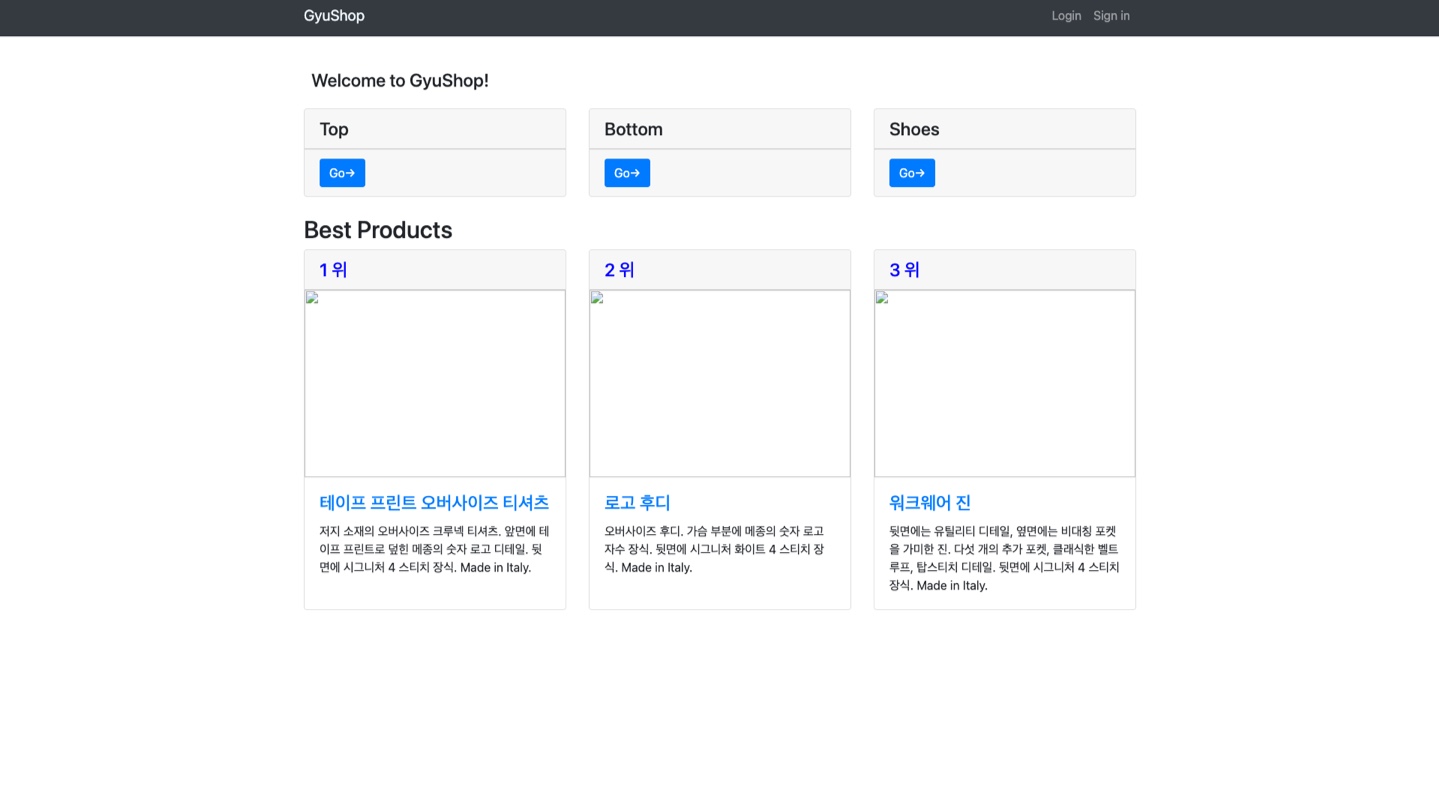 GyuShop
Login Sign in
Welcome to GyuShop!
Top
Go→
Bottom
Go→
Shoes
Go→
Best Products
1 위
테이프 프린트 오버사이즈 티셔츠
저지 소재의 오버사이즈 크루넥 티셔츠. 앞면에 테
이프 프린트로 덮힌 메종의 숫자 로고 디테일. 뒷
면에 시그니처 4 스티치 장식. Made in Italy.
2 위
로고 후디
오버사이즈 후디. 가슴 부분에 메종의 숫자 로고
자수 장식. 뒷면에 시그니처 화이트 4 스티치 장
식. Made in Italy.
3 위
워크웨어 진
뒷면에는 유틸리티 디테일, 옆면에는 비대칭 포켓
을 가미한 진. 다섯 개의 추가 포켓, 클래식한 벨트
루프, 탑스티치 디테일. 뒷면에 시그니처 4 스티치
장식. Made in Italy.